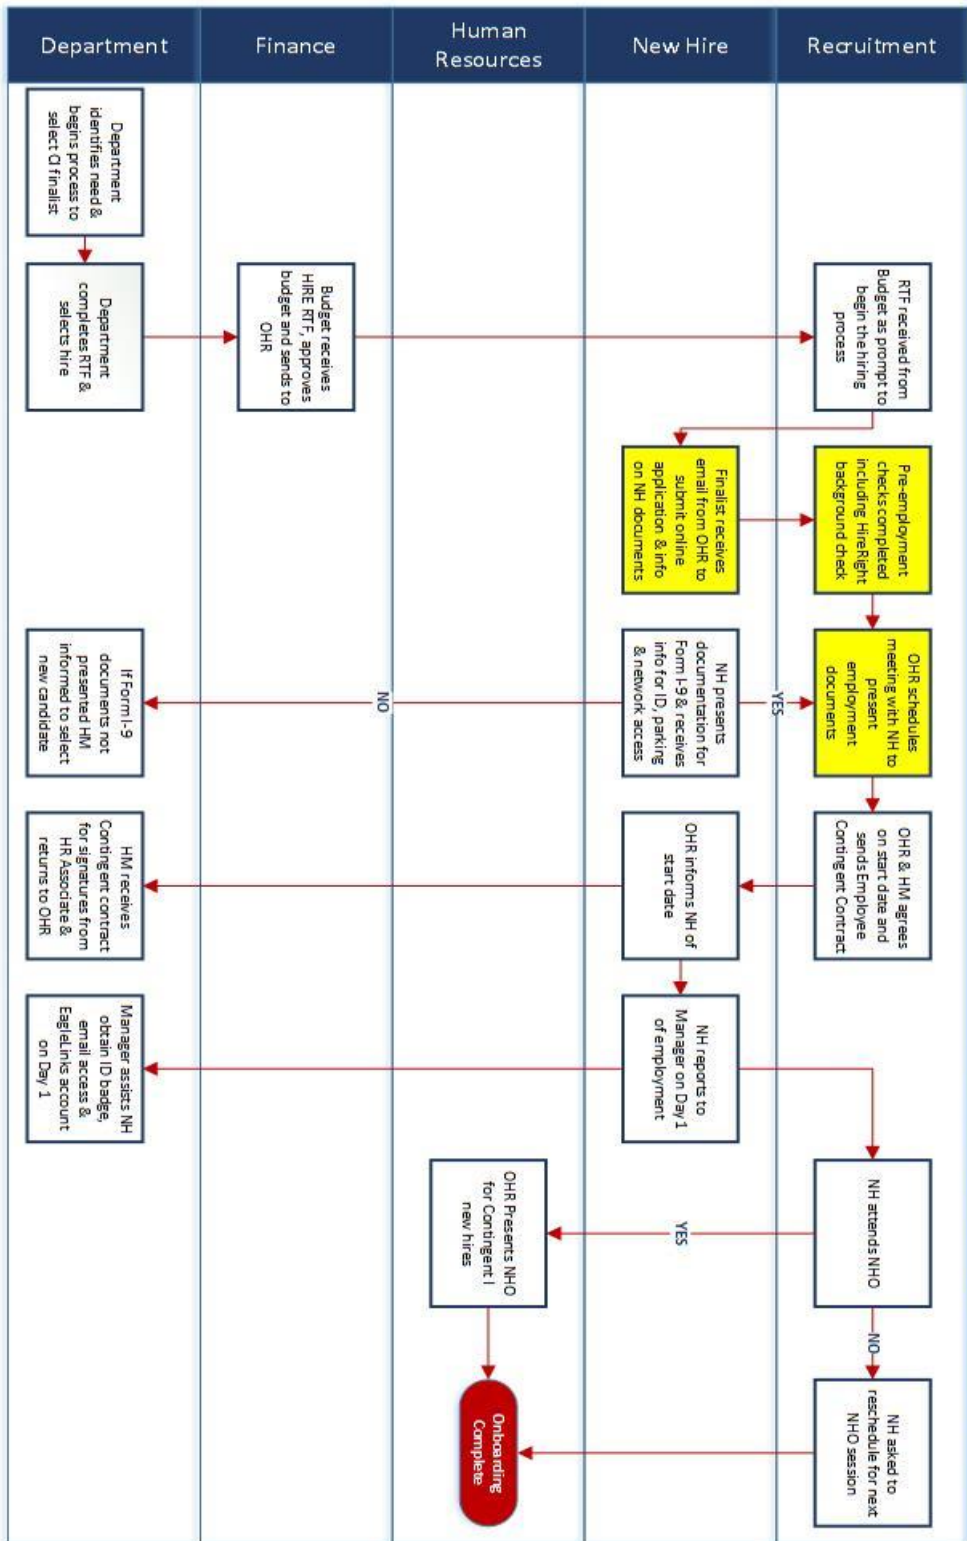 Department
Finance
Human
Resources
New Hire
Recruitment
Department
identifies need &
begins process to
select CI finalist
Department
completes RTF &
selects hire
Budget receives
HIRE RTF, approves
budget and sends to
OHR
RTF received from
Budget as prompt to
begin the hiring
process
Finalist receives
email from OHR to
submit online
application & info
on NH documents
Pre-employment
checks completed
including HireRight
background check
OHR schedules
meeting with NH to
present
employment
documents
YES
NH presents
documentation for
Form I-9 & receives
info for ID, parking
& network access
NO
If Form I-9
documents not
presented HM
informed to select
new candidate
OHR & HM agrees
on start date and
sends Employee
Contingent Contract
OHR informs NH of
start date
HM receives
Contingent contract
for signatures from
HR Associate &
returns to OHR
NH reports to
Manager on Day 1
of employment
Manager assists NH
obtain ID badge,
email access &
EagleLinks account
on Day 1
NH attends NHO
YES
OHR Presents NHO
for Contingent I
new hires
NO
NH asked to
reschedule for next
NHO session
Onboarding
Complete